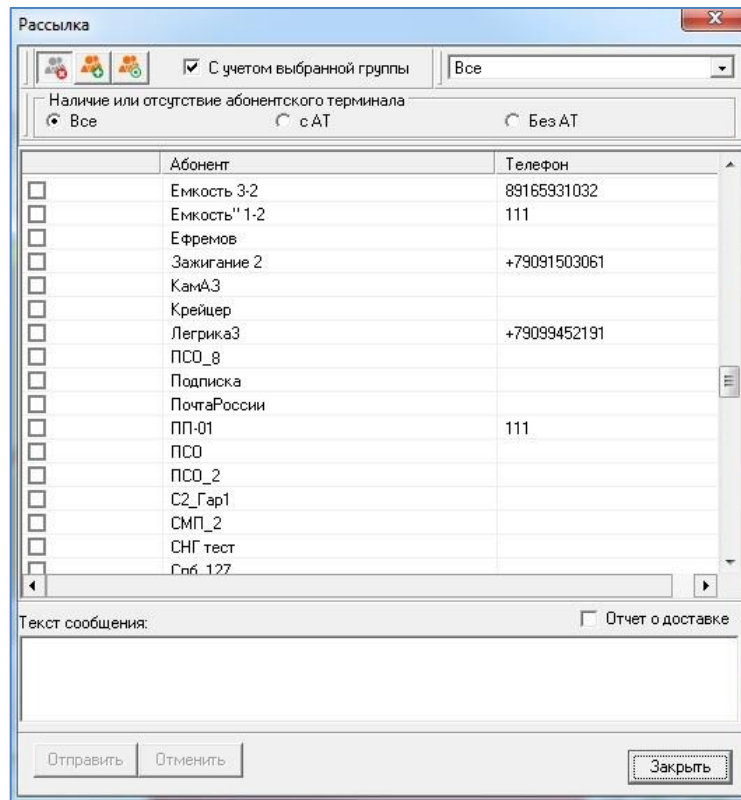 Рассылка
С учетом выбранной группы Все
Наличие или отсутствие абонентского терминала
Все с АТ Без АТ
Абонент Телефон
Емкость 3-2 89165931032
Емкость" 1-2 111
Ефремов
Зажигание 2 +79091503061
КамАЗ
Крейцер
Легрика3 +79099452191
ПСО_8
Подписка
ПочтаРоссии
ПП-01 111
ПСО
ПСО_2
С2_Гар1
СМП_2
СНГ тест
Спб_127
Текст сообщения: Отчет о доставке
Отправить Отменить Закрыть